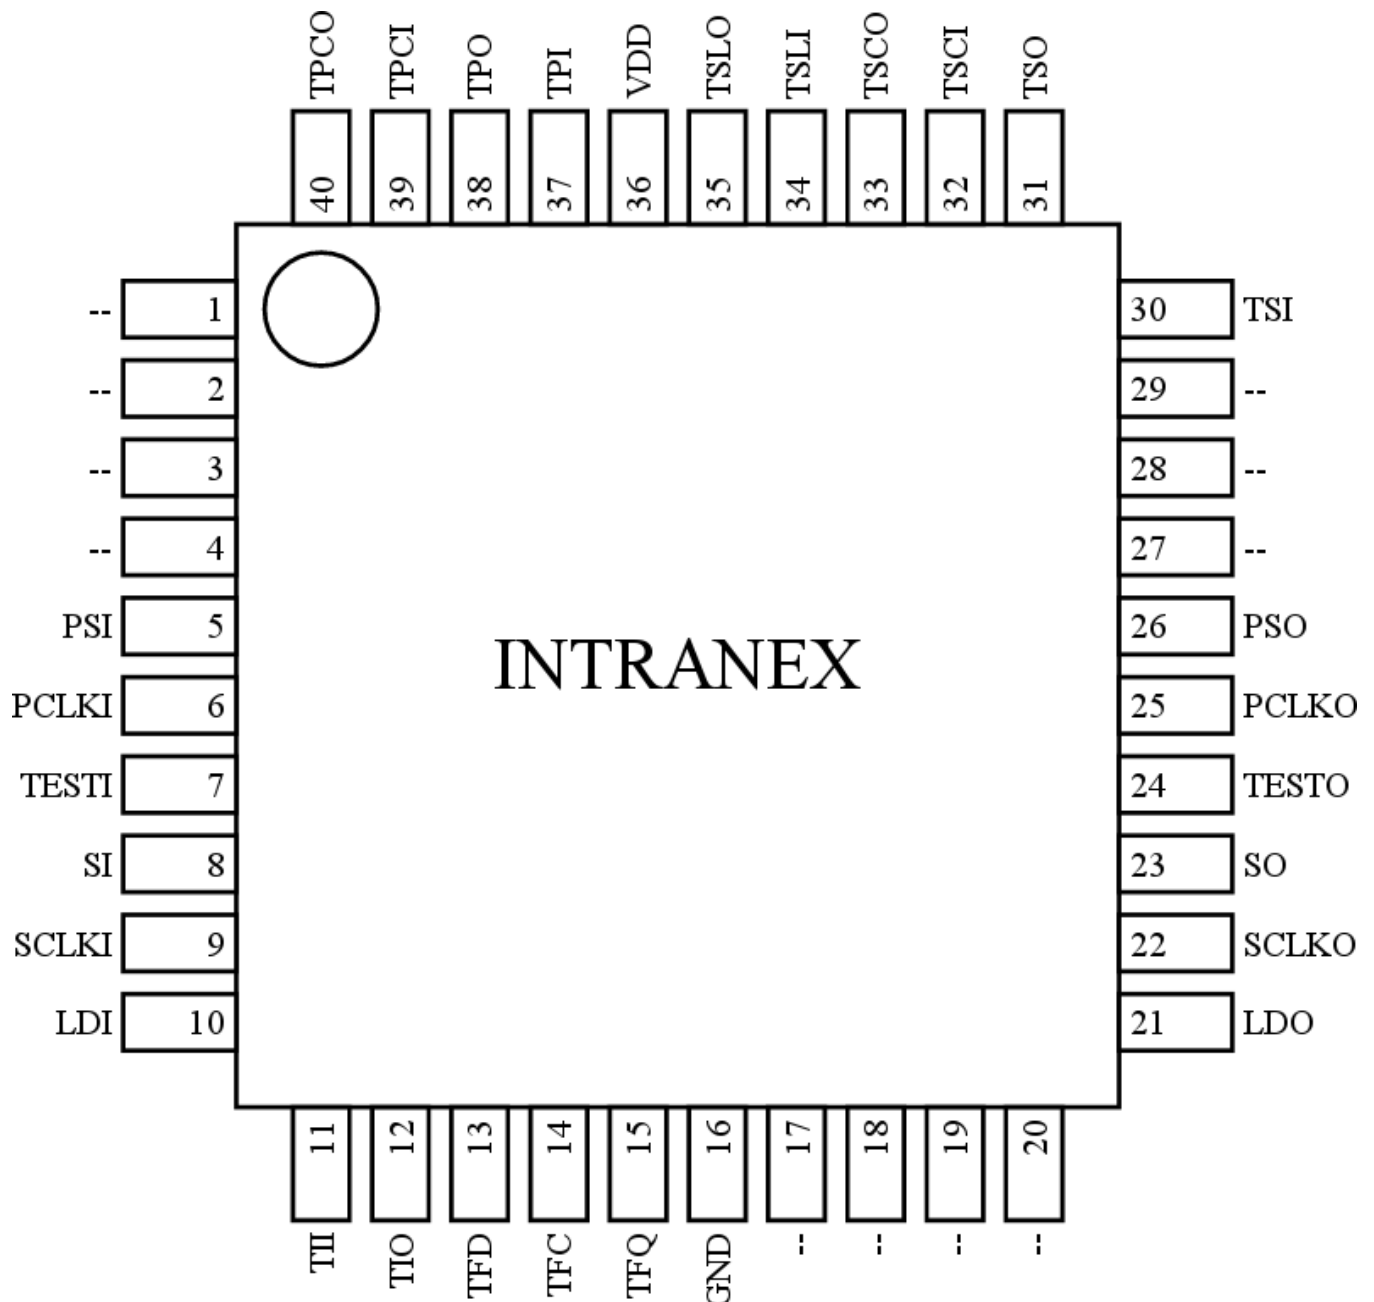 TPCO TPCI TPO TPI VDD TSLO TSLI TSCO TSCI TSO
40 39 38 37 36 35 34 33 32 31
-- 1 30 TSI
-- 2 29 --
-- 3 28 --
-- 4 27 --
PSI 5 26 PSO
INTRANEX
PCLKI 6 25 PCLKO
TESTI 7 24 TESTO
SI 8 23 SO
SCLKI 9 22 SCLKO
LDI 10 21 LDO
11 12 13 14 15 16 17 18 19 20
TII TIO TFD TFC TFQ GND -- -- -- --